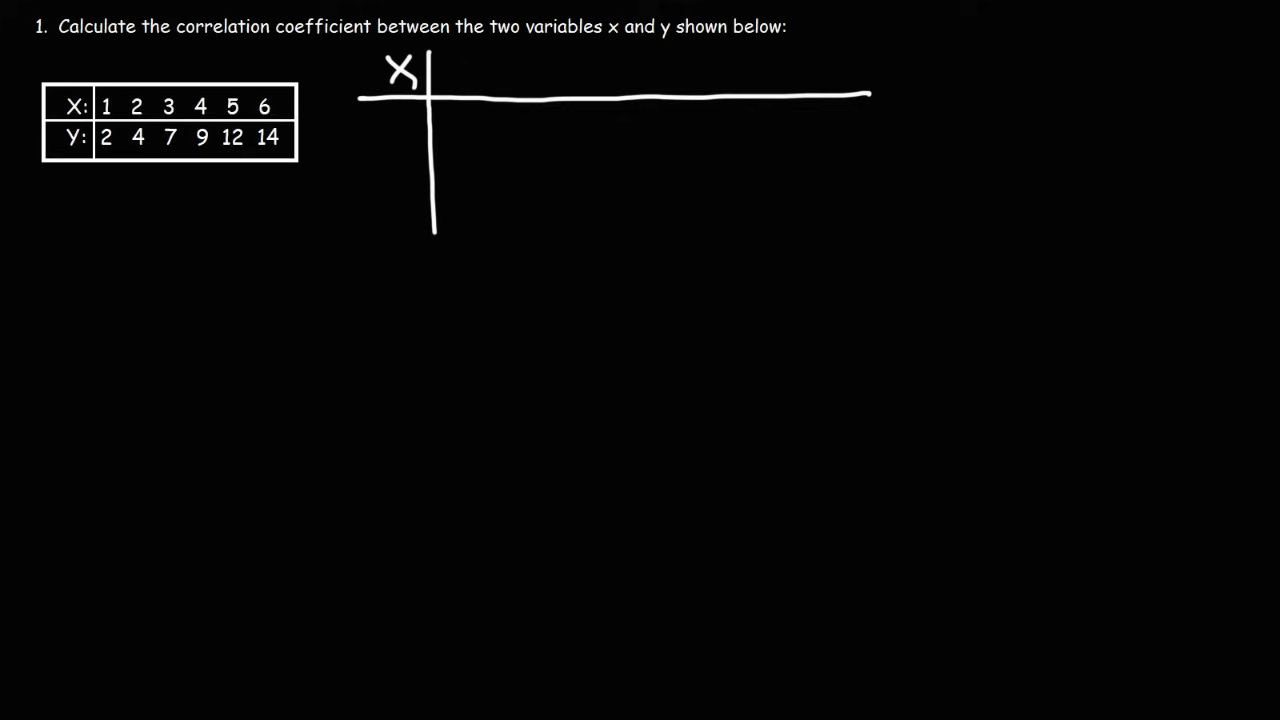 1. Calculate the correlation coefficient between the two variables x and y shown below:
X
X: 1 2 3 4 5 6
Y: 2 4 7 9 12 14